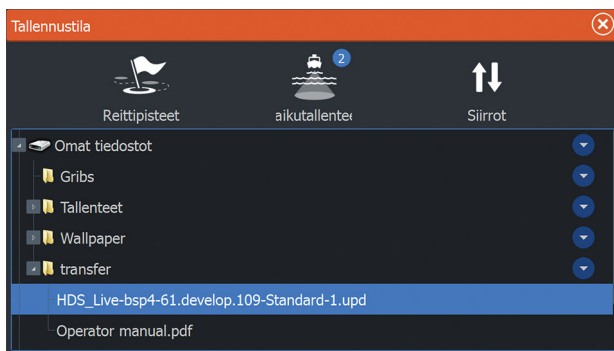 Tallennustila
2
Reittipisteet
aikutallentee
Siirrot
Omat tiedostot
Gribs
Tallenteet
Wallpaper
transfer
HDS_Live-bsp4-61.develop.109-Standard-1.upd
Operator manual.pdf